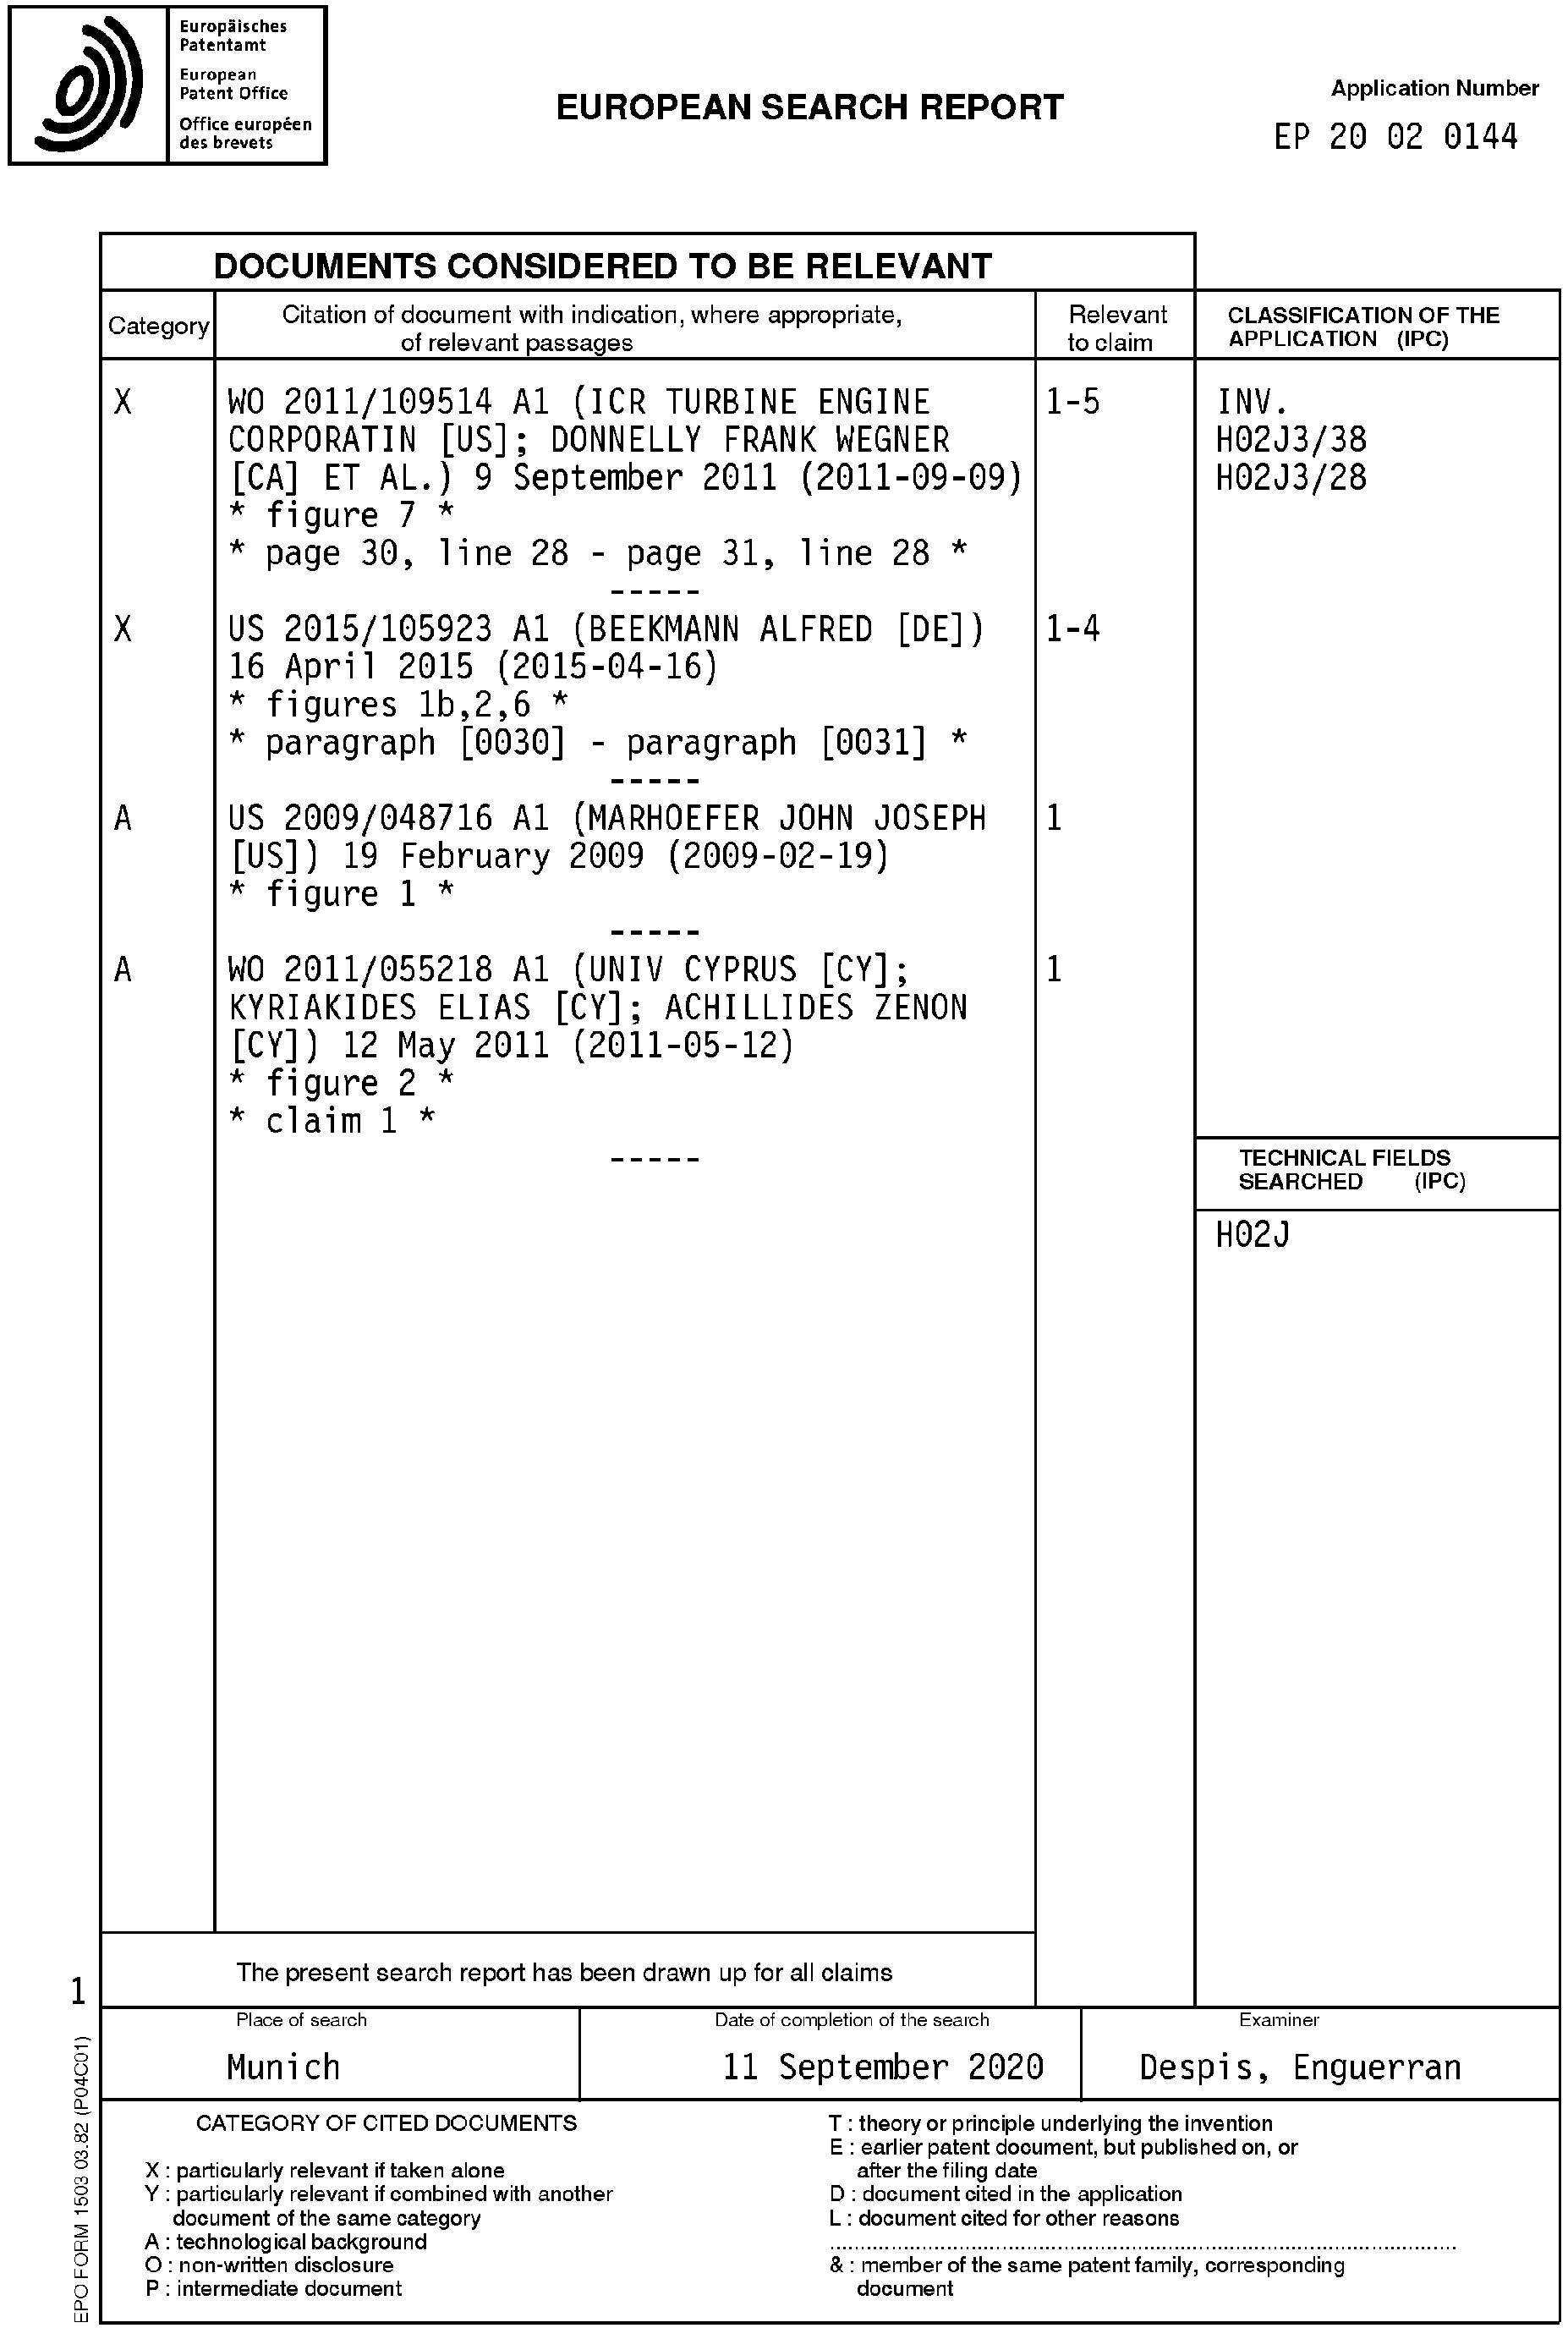 Europäisches
Patentamt
European
Patent Office
Office européen
des brevets
EUROPEAN SEARCH REPORT
Application Number
EP 20 02 0144
DOCUMENTS CONSIDERED TO BE RELEVANT
Category
Citation of document with indication, where appropriate,
of relevant passages
Relevant
to claim
CLASSIFICATION OF THE
APPLICATION (IPC)
X
WO 2011/109514 A1 (ICR TURBINE ENGINE
CORPORATIN [US]; DONNELLY FRANK WEGNER
[CA] ET AL.) 9 September 2011 (2011-09-09)
* figure 7 *
* page 30, line 28 - page 31, line 28 *
-----
1-5
INV.
H02J3/38
H02J3/28
X
US 2015/105923 A1 (BEEKMANN ALFRED [DE])
16 April 2015 (2015-04-16)
* figures 1b,2,6 *
* paragraph [0030] - paragraph [0031] *
-----
1-4
A
US 2009/048716 A1 (MARHOEFER JOHN JOSEPH
[US]) 19 February 2009 (2009-02-19)
* figure 1 *
-----
1
A
WO 2011/055218 A1 (UNIV CYPRUS [CY];
KYRIAKIDES ELIAS [CY]; ACHILLIDES ZENON
[CY]) 12 May 2011 (2011-05-12)
* figure 2 *
* claim 1 *
-----
1
TECHNICAL FIELDS
SEARCHED (IPC)
H02J
The present search report has been drawn up for all claims
1
Place of search
Munich
Date of completion of the search
11 September 2020
Examiner
Despis, Enguerran
CATEGORY OF CITED DOCUMENTS
X : particularly relevant if taken alone
Y : particularly relevant if combined with another
document of the same category
A : technological background
O : non-written disclosure
P : intermediate document
T : theory or principle underlying the invention
E : earlier patent document, but published on, or
after the filing date
D : document cited in the application
L : document cited for other reasons
& : member of the same patent family, corresponding
document
EPO FORM 1503 03.82 (P04C01)